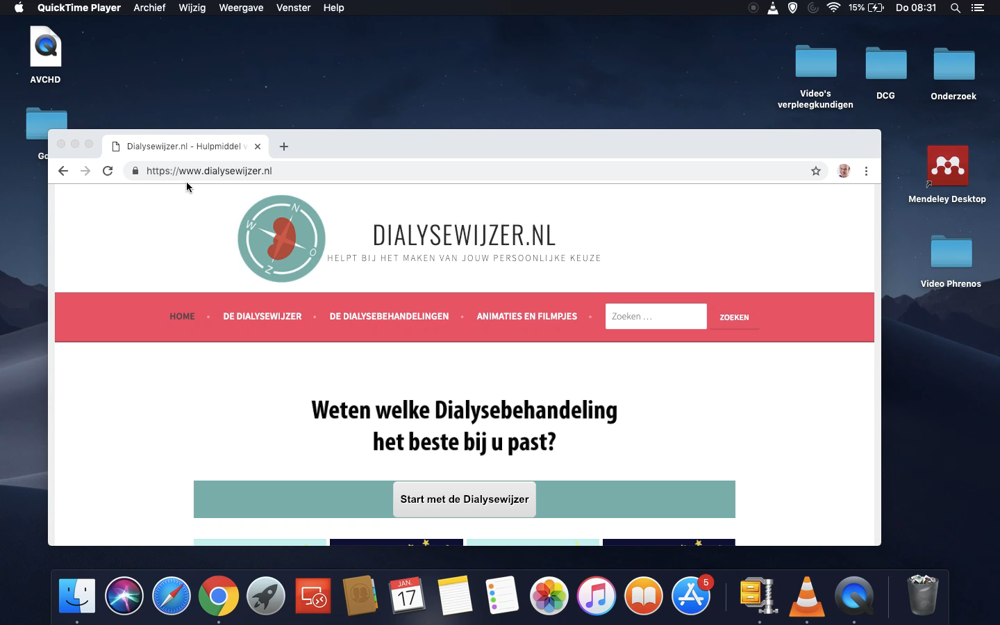 QuickTime Player Archief Wijzig Weergave Venster Help 15% Do 08:31
AVCHD
Video's
verpleegkundigen
DCG
Onderzoek
Go
Dialysewijzer.nl - Hulpmiddel
https://www.dialysewijzer.nl
Mendeley Desktop
N
W
O
Z
DIALYSEWIJZER.NL
HELPT BIJ HET MAKEN VAN JOUW PERSOONLIJKE KEUZE
Video Phrenos
HOME • DE DIALYSEWIJZER • DE DIALYSEBEHANDELINGEN • ANIMATIES EN FILMPJES • Zoeken … ZOEKEN
Weten welke Dialysebehandeling
het beste bij u past?
Start met de Dialysewijzer
JAN.
17
5